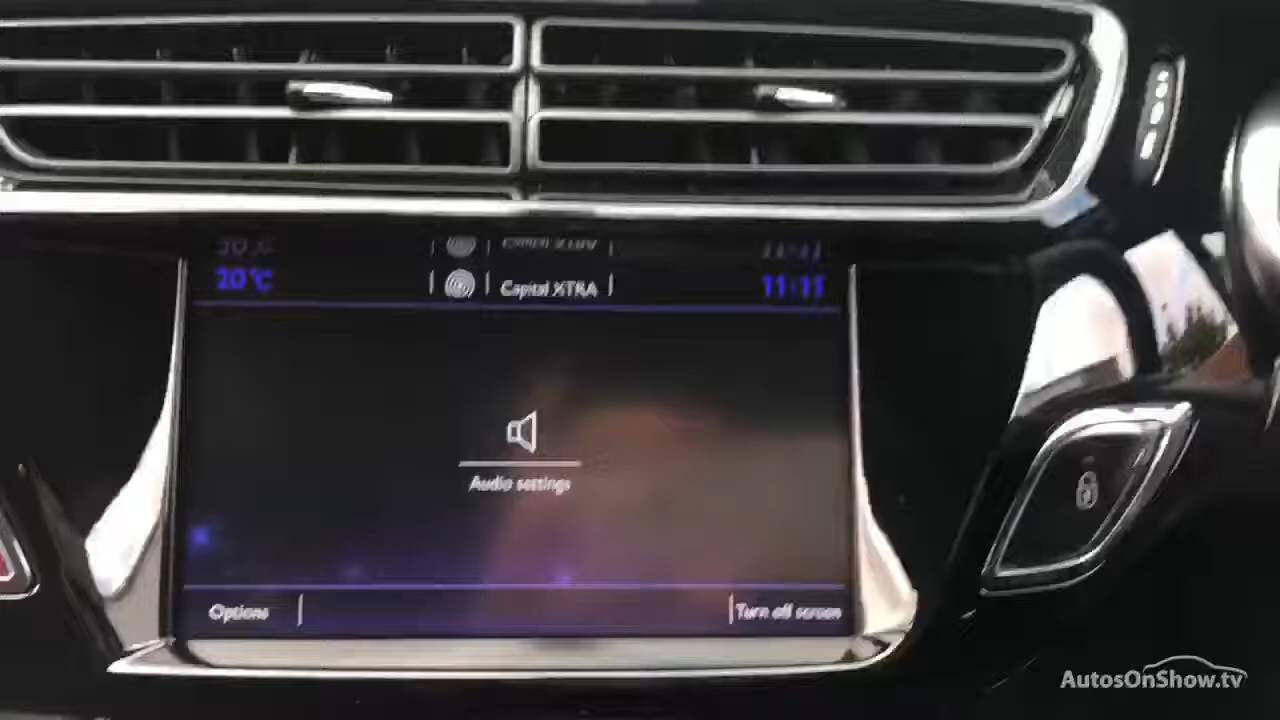 20°C
Capital XTRA
11:11
Audio settings
Options
Turn off screen
AutosOnShow.tv